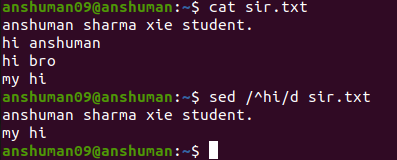 anshuman09@anshuman:~$ cat sir.txt
anshuman sharma xie student.
hi anshuman
hi bro
my hi
anshuman09@anshuman:~$ sed /^hi/d sir.txt
anshuman sharma xie student.
my hi
anshuman09@anshuman:~$